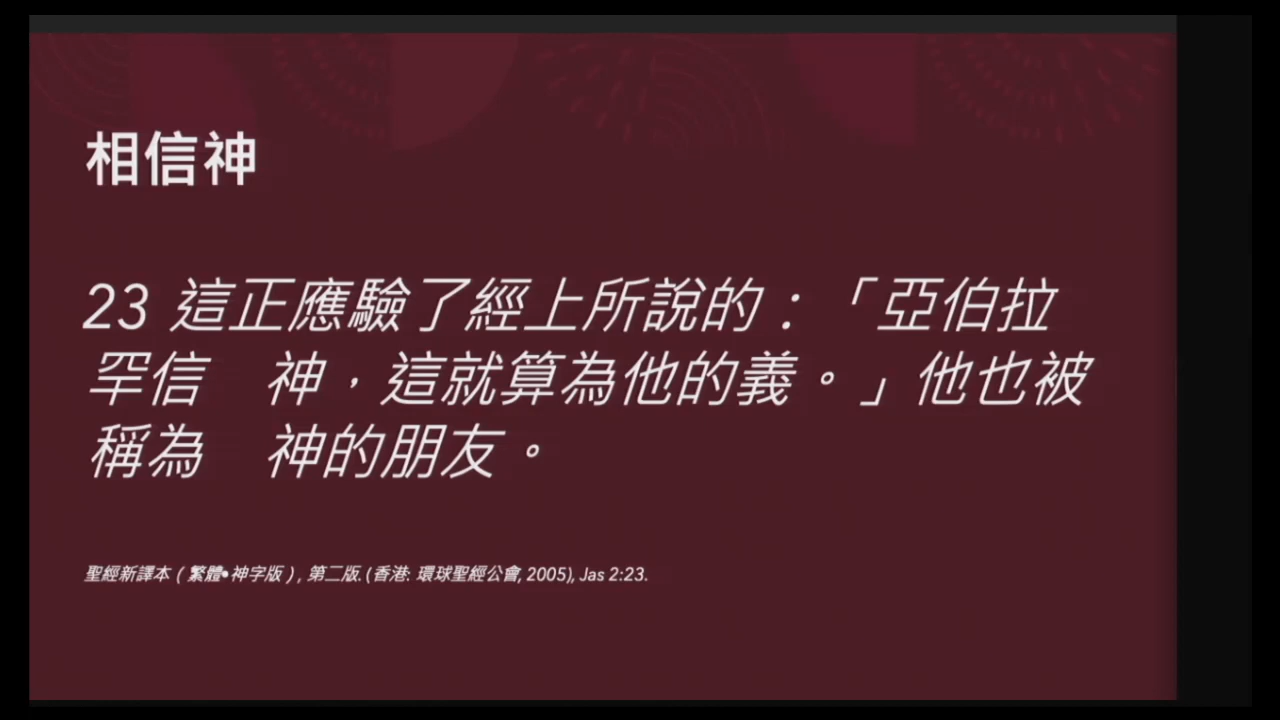 相信神
23 這正應驗了經上所說的：「亞伯拉
罕信　神，這就算為他的義。」他也被
稱為　神的朋友。
聖經新譯本（繁體•神字版）, 第二版. (香港: 環球聖經公會, 2005), Jas 2:23.